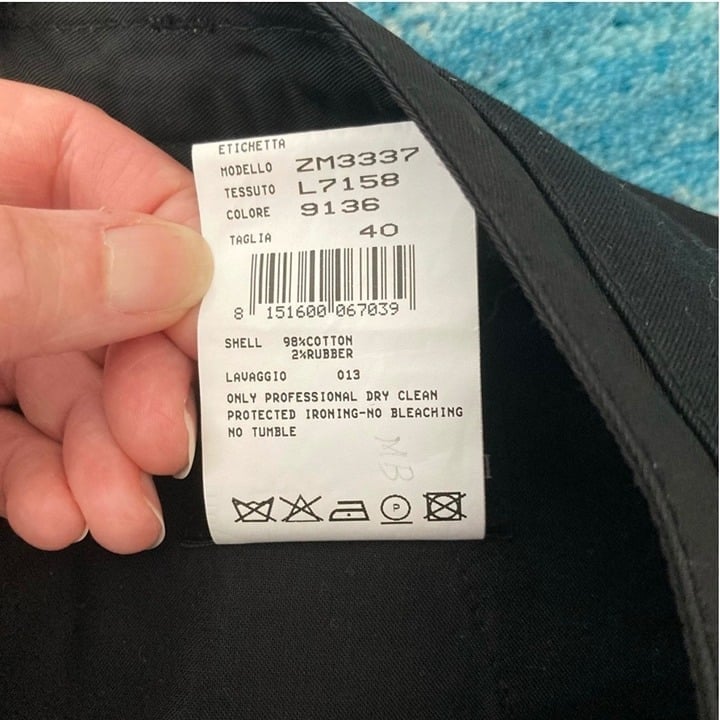 ETICHETTA
MODELLO ZM3337
TESSUTO L7158
COLORE 9136
TAGLIA 40
8 151600 067039
SHELL 98%COTTON
2%RUBBER
LAVAGGIO 013
ONLY PROFESSIONAL DRY CLEAN
PROTECTED IRONING-NO BLEACHING
NO TUMBLE
MB
P